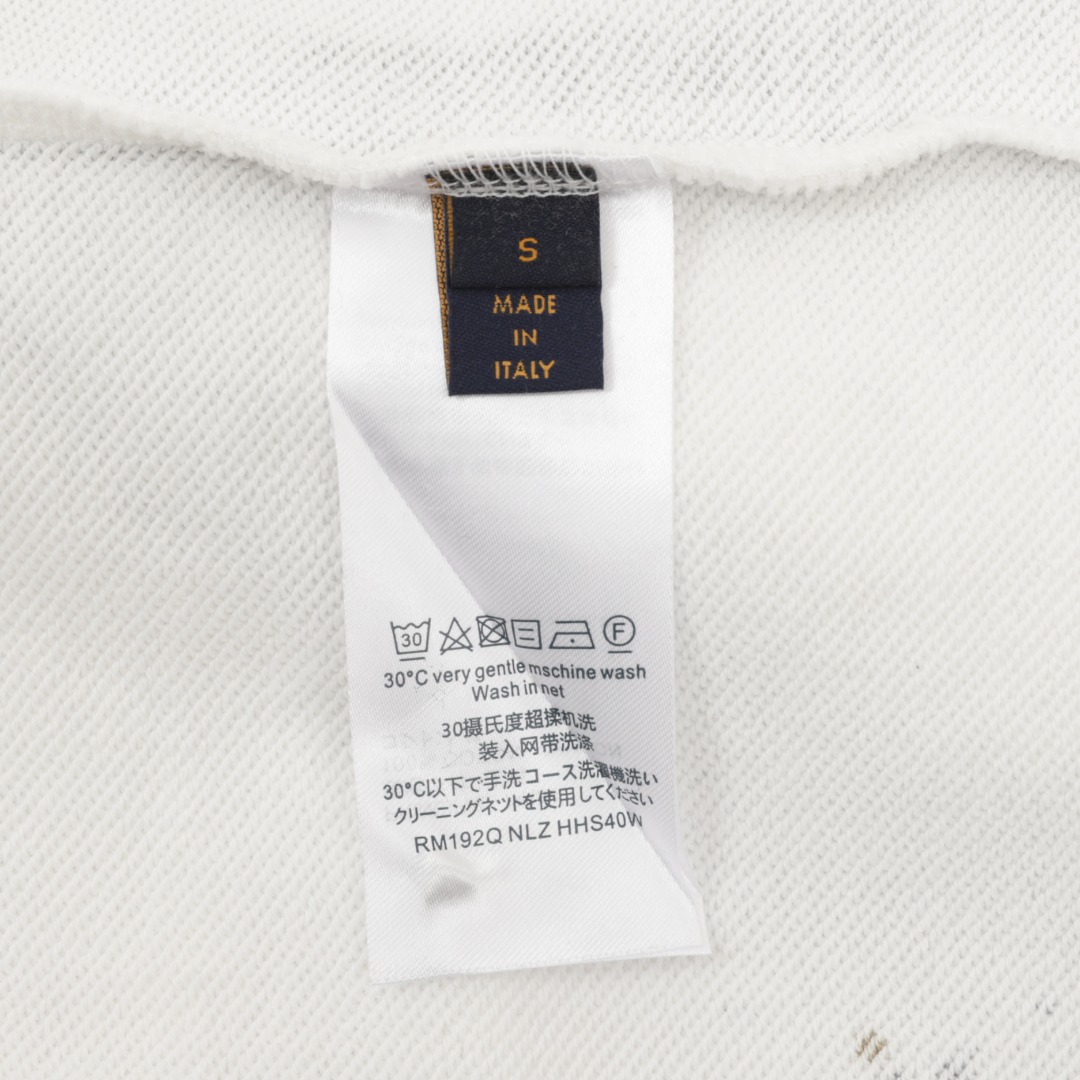 S
MADE
IN
ITALY
30
F
30°C very gentle mschine wash
Wash in net
30摄氏度超揉机洗
装入网带洗涤
30°C以下で手洗コース洗濯機洗い
クリーニングネツトを使用してください
RM192Q NLZ HHS40W